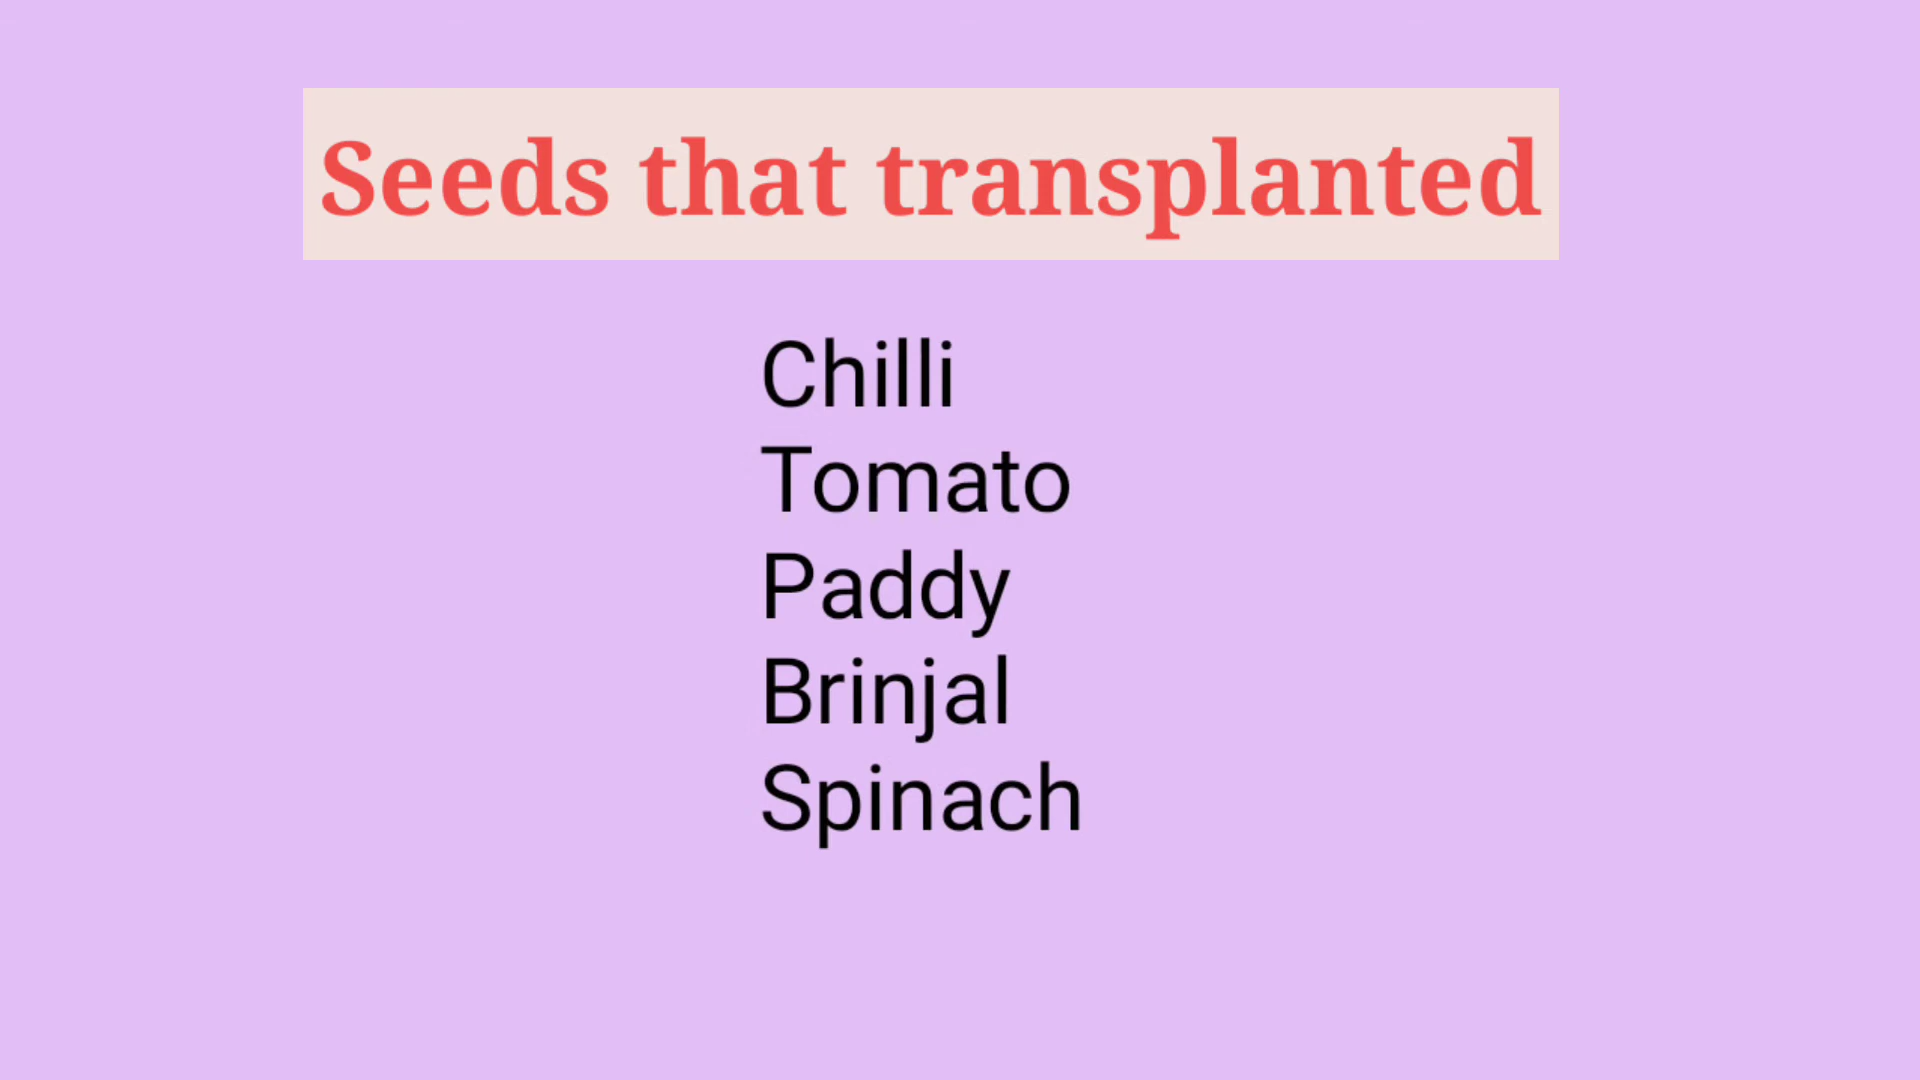 Seeds that transplanted
Chilli
Tomato
Paddy
Brinjal
Spinach